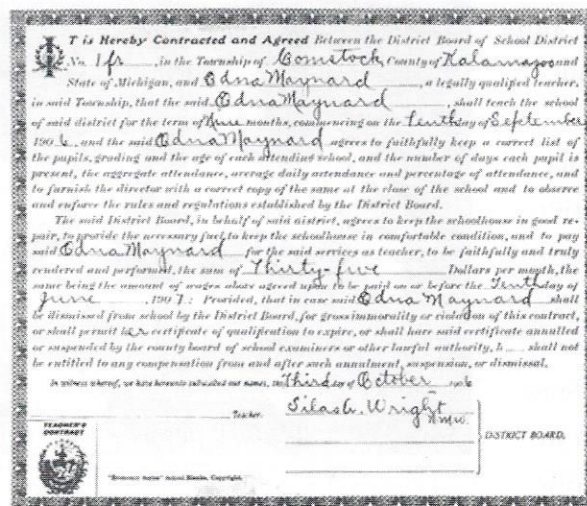 IT is Hereby Contracted and Agreed Between the District Board of School District
No. 1 fr, in the Township of Comstock, County of Kalamazoo and
State of Michigan, and Edna Maynard, a legally qualified teacher,
in said Township, that the said Edna Maynard, shall teach the school
of said district for the term of months, commencing on the Tenth day of September
1906, and the said Edna Maynard agrees to faithfully keep a correct list of
the pupils, grading and the age of each attending school, and the number of days each pupil is
present, the aggregate attendance, average daily attendance and percentage of attendance, and
to furnish the director with a correct copy of the same at the close of the school and to observe
and enforce the rules and regulations established by the District Board.
The said District Board, in behalf of said district, agrees to keep the schoolhouse in good re-
pair, to provide the necessary fuel, to keep the schoolhouse in comfortable condition, and to pay
said Edna Maynard for the said services as teacher, to be faithfully and truly
rendered and performed, the sum of Thirty-five Dollars per month, the
same being the amount of wages above agreed upon to be paid on or before the Tenth day of
June, 1907: Provided, that in case said Edna Maynard shall
be dismissed from school by the District Board, for gross immorality or violation of this contract,
or shall permit her certificate of qualification to expire, or shall have said certificate annulled
or suspended by the county board of school examiners or other lawful authority, h... shall not
be entitled to any compensation from and after such annulment, suspension, or dismissal.
In witness whereof, we have hereunto subscribed our names, this Third day of October 1906
Silas Wright
Teacher.
DISTRICT BOARD.
TEACHER'S
CONTRACT
School Blanks, Copyright.